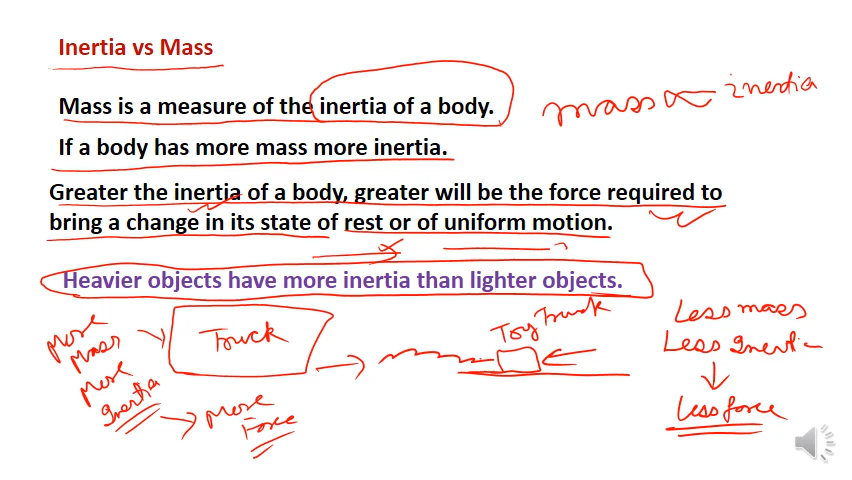 Inertia vs Mass
Mass is a measure of the inertia of a body.
mass ∝ inertia
If a body has more mass more inertia.
Greater the inertia of a body, greater will be the force required to
bring a change in its state of rest or of uniform motion.
Heavier objects have more inertia than lighter objects.
more
mass
more
Inertia
Truck
more
Force
Toy Truck
Less mass
Less Inertia
Less force